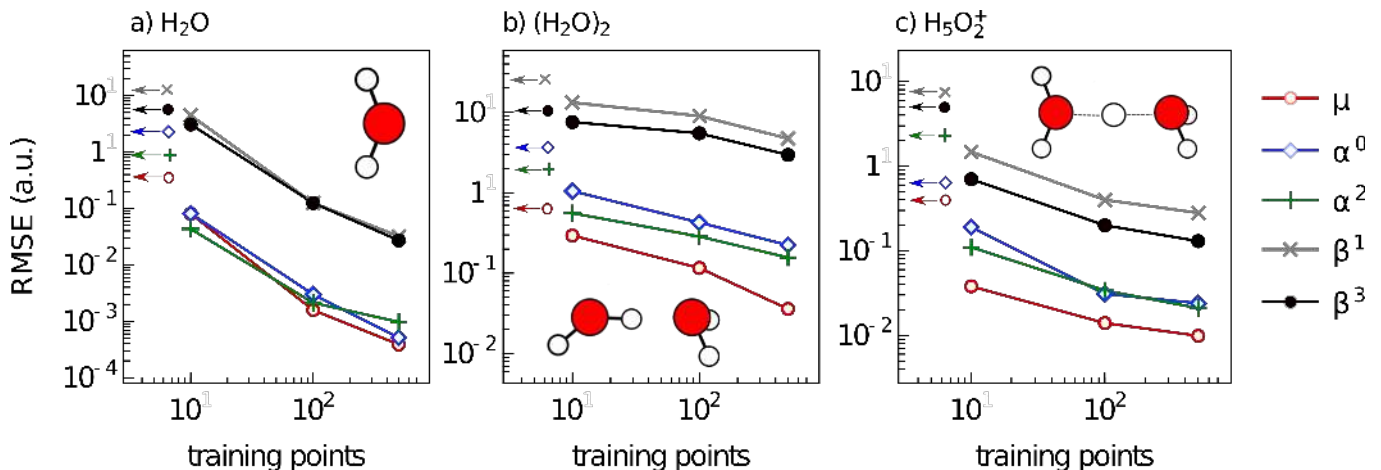 a) H₂O
b) (H₂O)₂
c) H₅O₂⁺
RMSE (a.u.)
10¹
1
10⁻¹
10⁻²
10⁻³
10⁻⁴
10¹
10²
training points
10¹
1
10⁻¹
10⁻²
10¹
10²
training points
10¹
1
10⁻¹
10⁻²
10¹
10²
training points
μ
α⁰
α²
β¹
β³